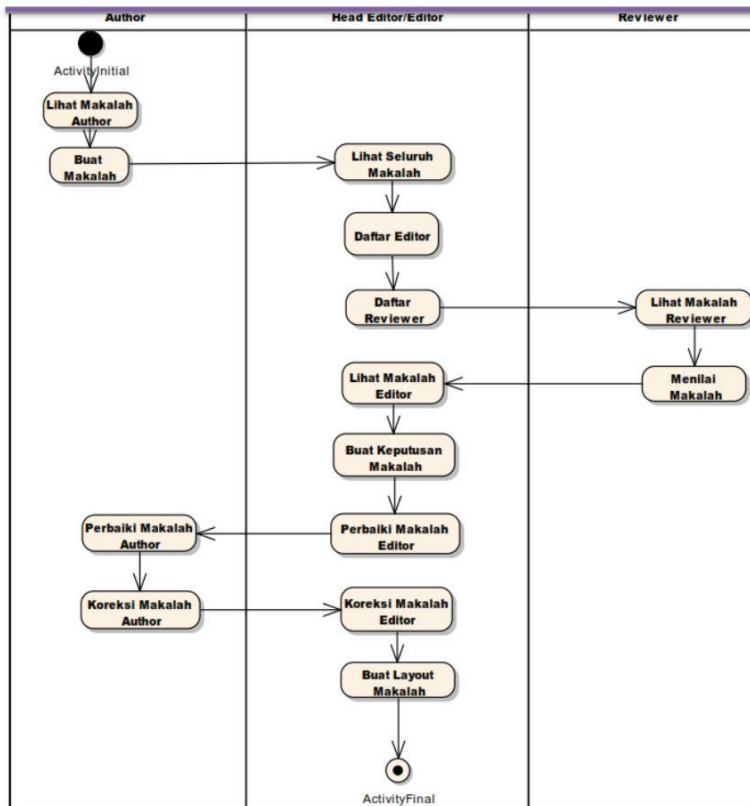 Author
Head Editor/Editor
Reviewer
ActivityInitial
Lihat Makalah
Author
Buat
Makalah
Lihat Seluruh
Makalah
Daftar Editor
Daftar
Reviewer
Lihat Makalah
Reviewer
Menilai
Makalah
Lihat Makalah
Editor
Buat Keputusan
Makalah
Perbaiki Makalah
Editor
Perbaiki Makalah
Author
Koreksi Makalah
Author
Koreksi Makalah
Editor
Buat Layout
Makalah
ActivityFinal